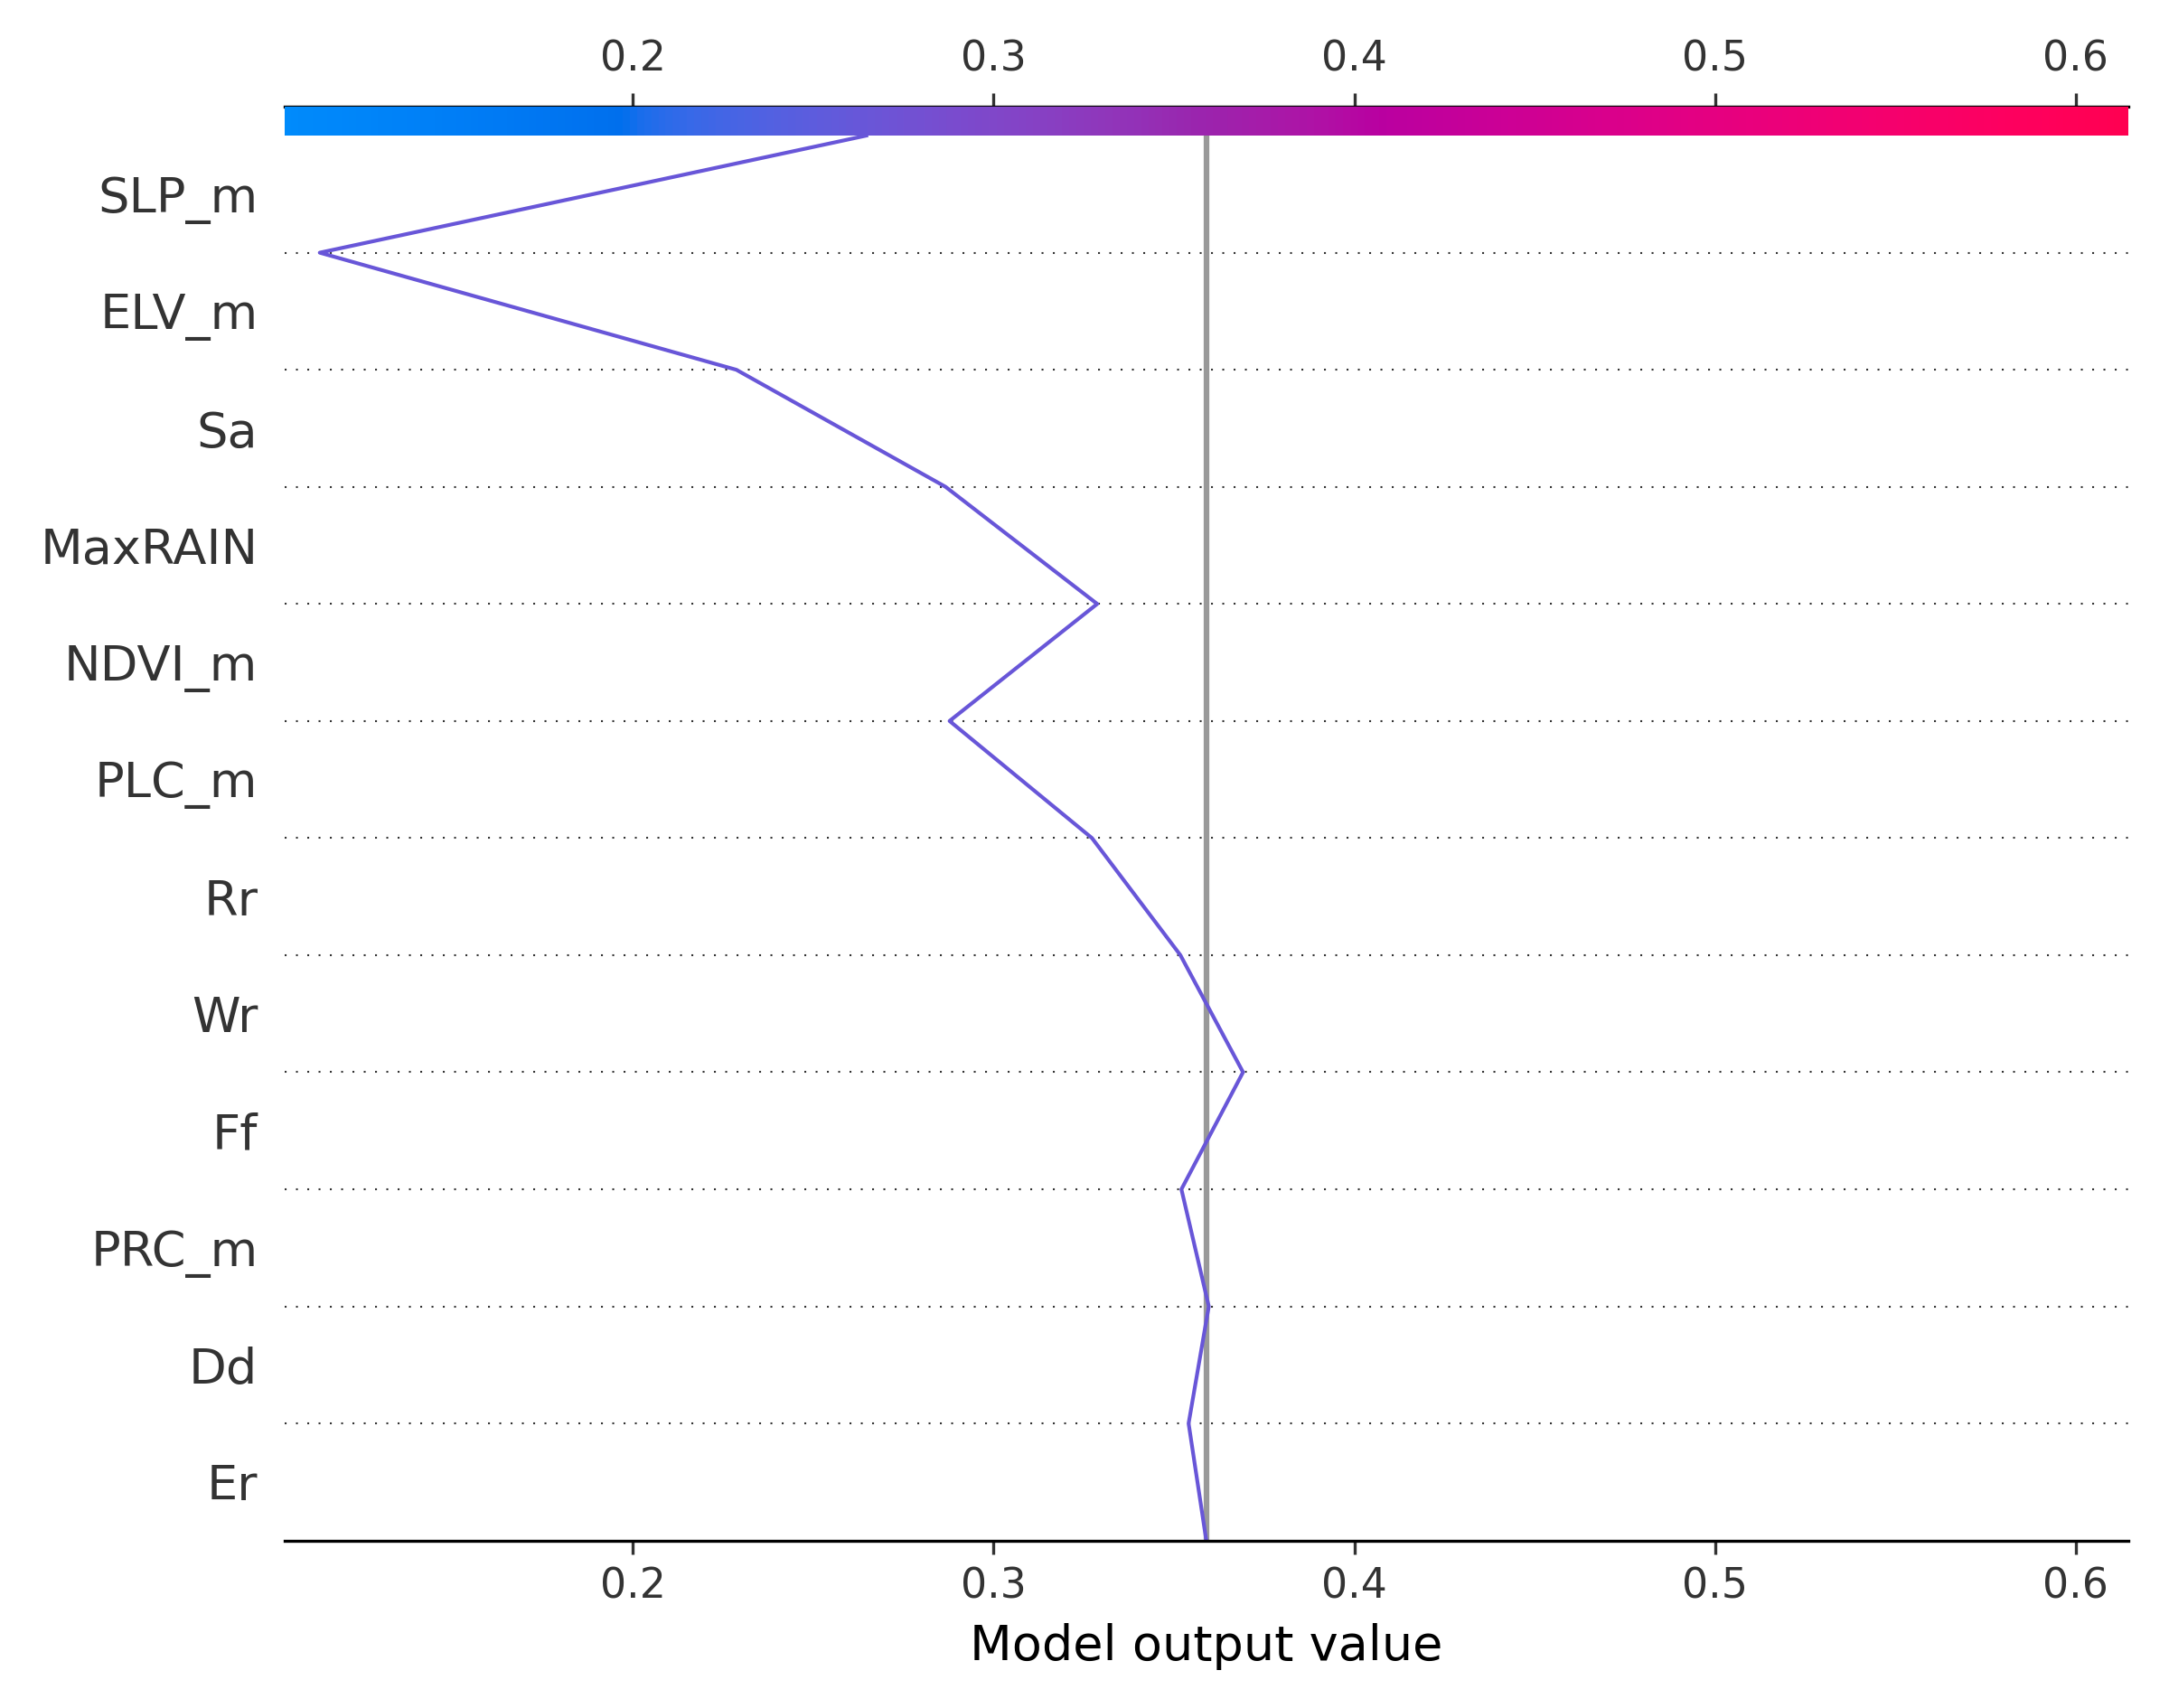 0.2 0.3 0.4 0.5 0.6
SLP_m
ELV_m
Sa
MaxRAIN
NDVI_m
PLC_m
Rr
Wr
Ff
PRC_m
Dd
Er
0.2 0.3 0.4 0.5 0.6
Model output value